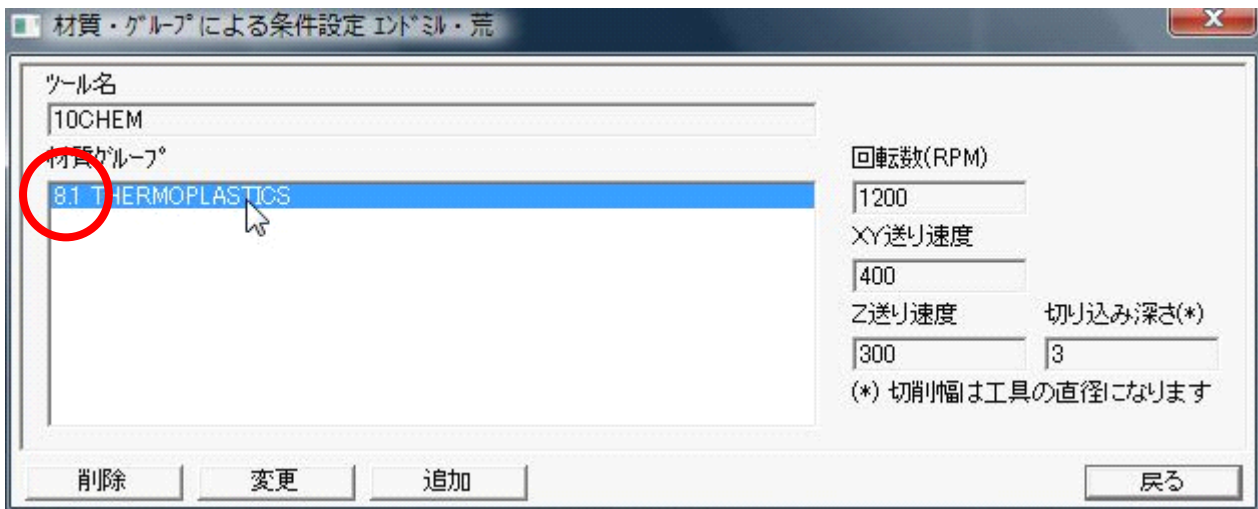 材質・グループによる条件設定 エンドミル・荒
ツール名
10CHEM
材質グループ
8.1 THERMOPLASTICS
回転数(RPM)
1200
XY送り速度
400
Z送り速度 切り込み深さ(*)
300 3
(*) 切削幅は工具の直径になります
削除 変更 追加 戻る